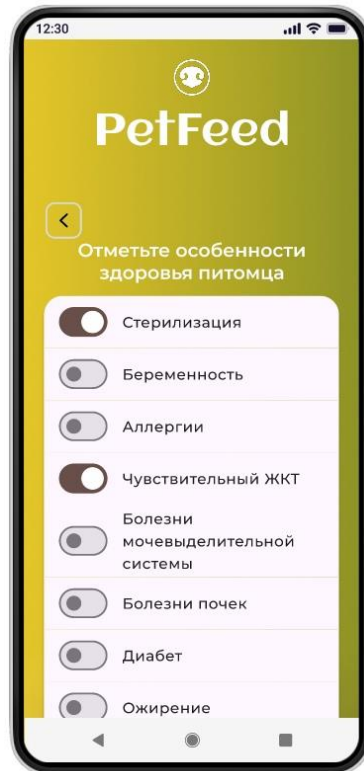 12:30
PetFeed
Отметьте особенности
здоровья питомца
Стерилизация
Беременность
Аллергии
Чувствительный ЖКТ
Болезни
мочевыделительной
системы
Болезни почек
Диабет
Ожирение